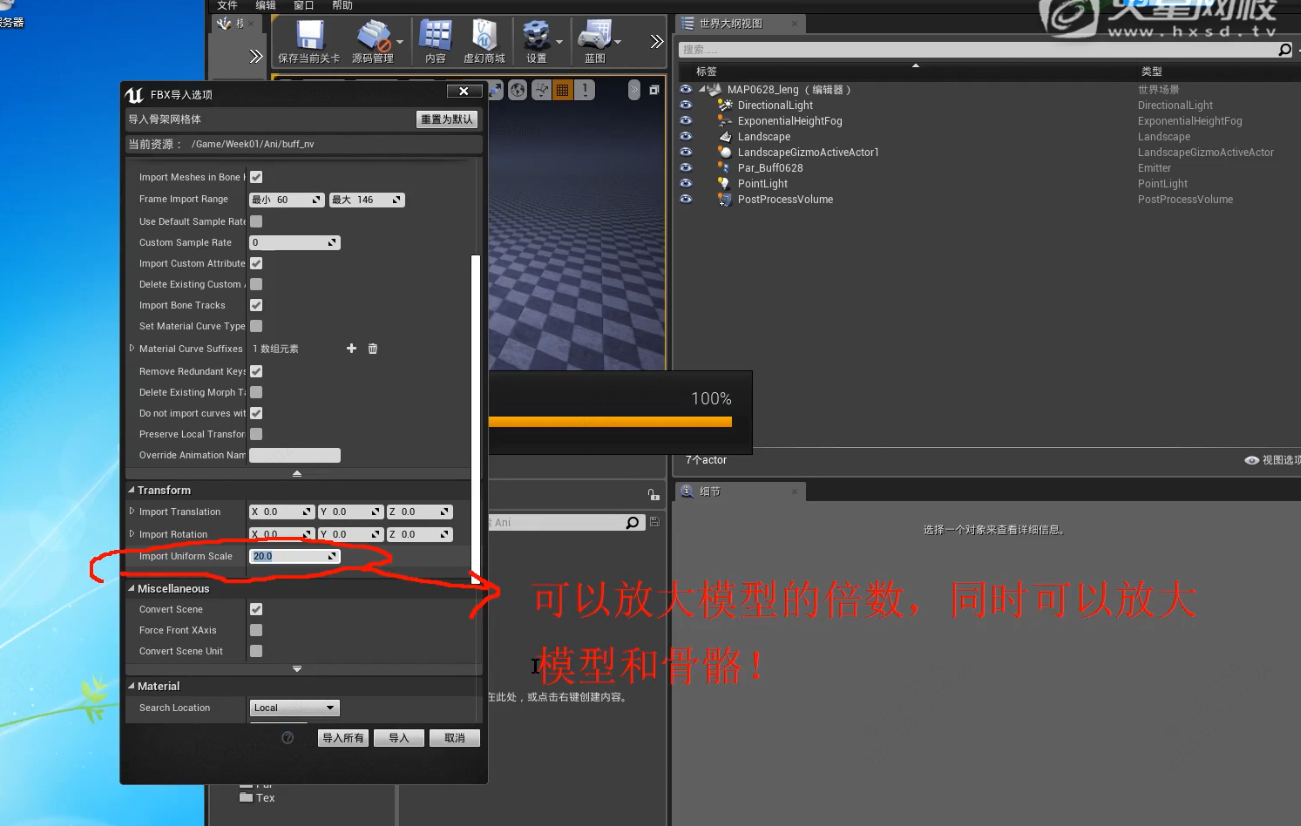 文件 编辑 窗口 帮助
务器
保存当前关卡 源码管理 内容 虚幻商城 设置 蓝图
世界大纲视图
www.hxsd.tv
搜索......
标签 类型
MAP0628_leng（编辑器） 世界场景
DirectionalLight DirectionalLight
ExponentialHeightFog ExponentialHeightFog
Landscape Landscape
LandscapeGizmoActiveActor1 LandscapeGizmoActiveActor
Par_Buff0628 Emitter
PointLight PointLight
PostProcessVolume PostProcessVolume
7个actor 视图选项
细节
选择一个对象来查看详细信息。
FBX导入选项
导入骨架网格体 重置为默认
当前资源： /Game/Week01/Ani/buff_nv
Import Meshes in Bone
Frame Import Range 最小 60 最大 146
Use Default Sample Rate
Custom Sample Rate 0
Import Custom Attribute
Delete Existing Custom
Import Bone Tracks
Set Material Curve Type
Material Curve Suffixes 1 数组元素
Remove Redundant Keys
Delete Existing Morph Ta
Do not import curves wit
Preserve Local Transfor
Override Animation Nam
100%
Transform
Import Translation X 0.0 Y 0.0 Z 0.0
Import Rotation X 0.0 Y 0.0 Z 0.0
Import Uniform Scale 20.0
Miscellaneous
Convert Scene
Force Front XAxis
Convert Scene Unit
Material
Search Location Local
导入所有 导入 取消
Ani
可以放大模型的倍数，同时可以放大
模型和骨骼！
在此处，或点击右键创建内容。
Tex